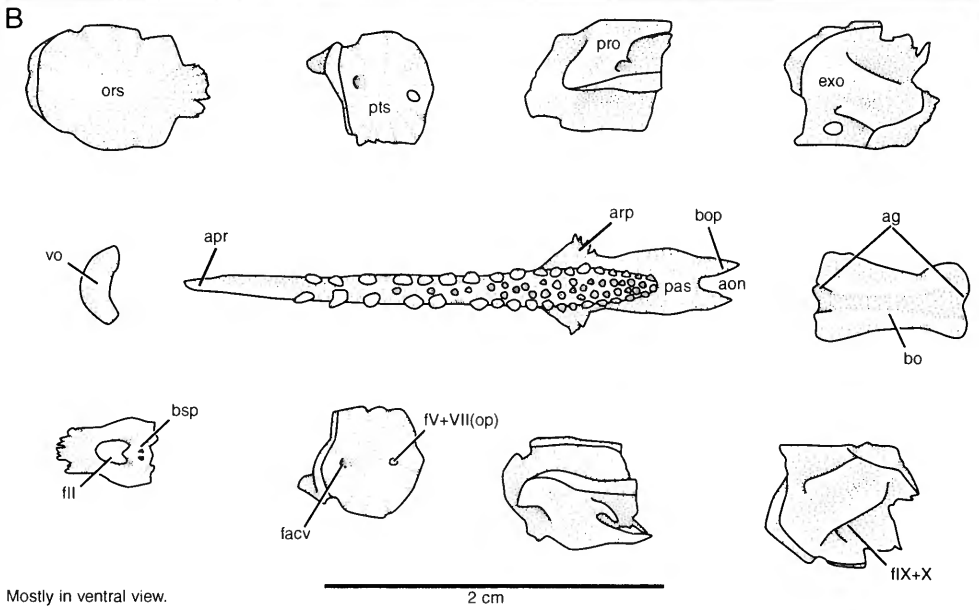 B
ors
pts
pro
exo
vo
apr
arp
bop
pas
aon
ag
bo
bsp
fII
fV+VII(op)
facv
fIX+X
Mostly in ventral view.
2 cm